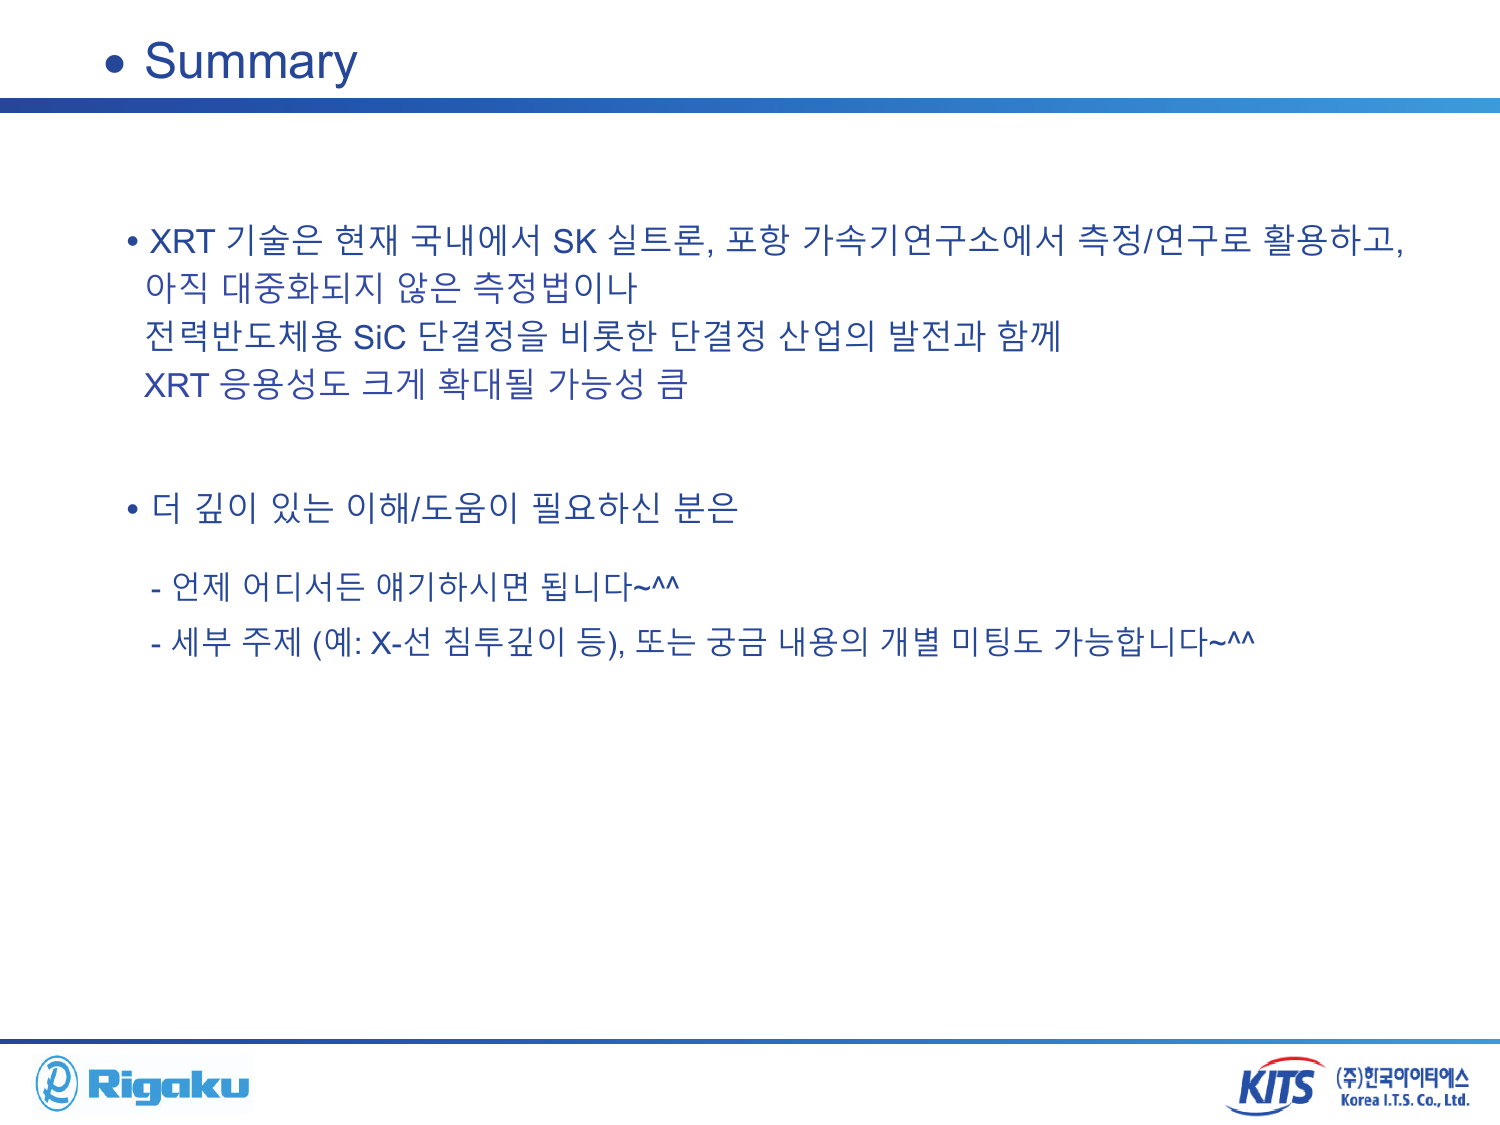 • Summary
• XRT 기술은 현재 국내에서 SK 실트론, 포항 가속기연구소에서 측정/연구로 활용하고,
아직 대중화되지 않은 측정법이나
전력반도체용 SiC 단결정을 비롯한 단결정 산업의 발전과 함께
XRT 응용성도 크게 확대될 가능성 큼
• 더 깊이 있는 이해/도움이 필요하신 분은
- 언제 어디서든 얘기하시면 됩니다~^^
- 세부 주제 (예: X-선 침투깊이 등), 또는 궁금 내용의 개별 미팅도 가능합니다~^^
Rigaku
KITS (주)한국아이티에스
Korea I.T.S. Co., Ltd.